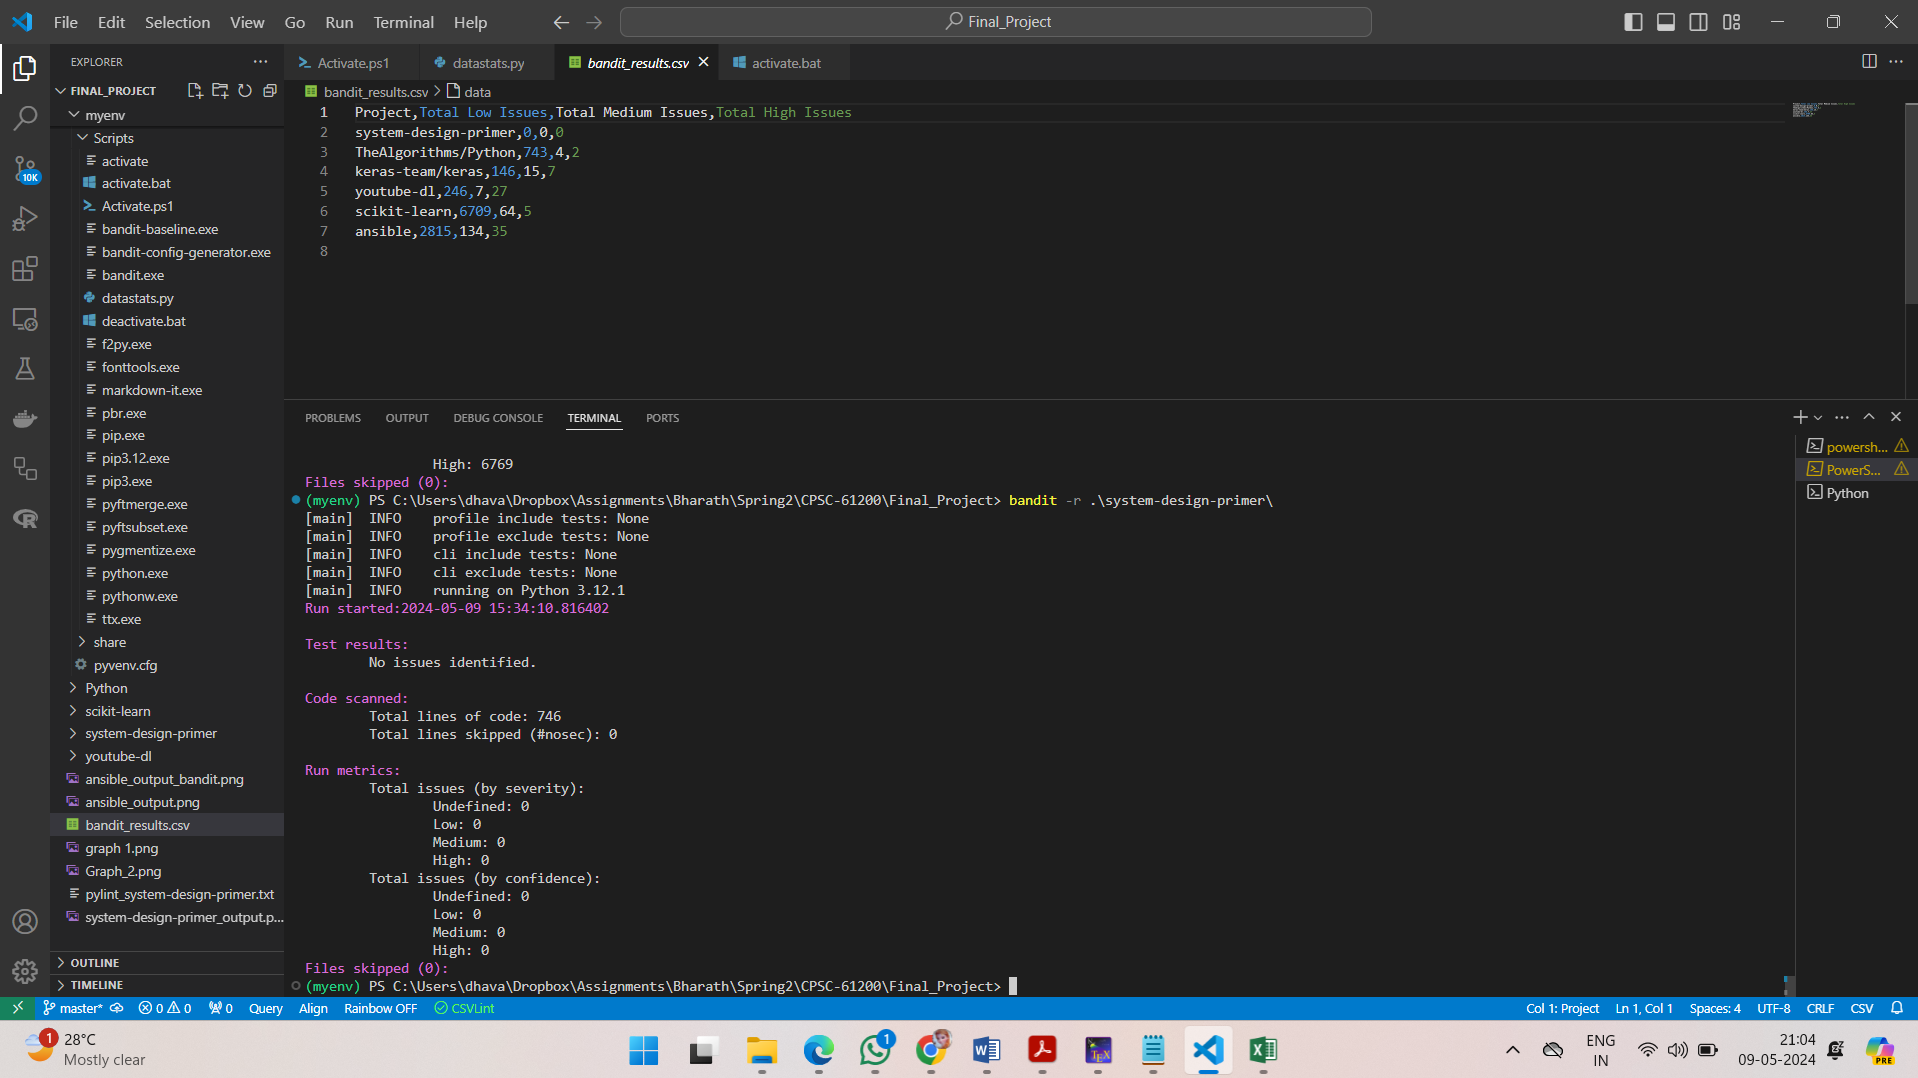 File Edit Selection View Go Run Terminal Help
Final_Project
EXPLORER
FINAL_PROJECT
myenv
Scripts
activate
activate.bat
Activate.ps1
bandit-baseline.exe
bandit-config-generator.exe
bandit.exe
datastats.py
deactivate.bat
f2py.exe
fonttools.exe
markdown-it.exe
pbr.exe
pip.exe
pip3.12.exe
pip3.exe
pyftmerge.exe
pyftsubset.exe
pygmentize.exe
python.exe
pythonw.exe
ttx.exe
share
pyvenv.cfg
Python
scikit-learn
system-design-primer
youtube-dl
ansible_output_bandit.png
ansible_output.png
bandit_results.csv
graph 1.png
Graph_2.png
pylint_system-design-primer.txt
system-design-primer_output.p...
OUTLINE
TIMELINE
10K
Activate.ps1 datastats.py bandit_results.csv activate.bat
bandit_results.csv > data
1 Project,Total Low Issues,Total Medium Issues,Total High Issues
2 system-design-primer,0,0,0
3 TheAlgorithms/Python,743,4,2
4 keras-team/keras,146,15,7
5 youtube-dl,246,7,27
6 scikit-learn,6709,64,5
7 ansible,2815,134,35
8
PROBLEMS OUTPUT DEBUG CONSOLE TERMINAL PORTS
High: 6769
Files skipped (0):
(myenv) PS C:\Users\dhava\Dropbox\Assignments\Bharath\Spring2\CPSC-61200\Final_Project> bandit -r .\system-design-primer\
[main] INFO profile include tests: None
[main] INFO profile exclude tests: None
[main] INFO cli include tests: None
[main] INFO cli exclude tests: None
[main] INFO running on Python 3.12.1
Run started:2024-05-09 15:34:10.816402
Test results:
No issues identified.
Code scanned:
Total lines of code: 746
Total lines skipped (#nosec): 0
Run metrics:
Total issues (by severity):
Undefined: 0
Low: 0
Medium: 0
High: 0
Total issues (by confidence):
Undefined: 0
Low: 0
Medium: 0
High: 0
Files skipped (0):
(myenv) PS C:\Users\dhava\Dropbox\Assignments\Bharath\Spring2\CPSC-61200\Final_Project>
powersh...
PowerS...
Python
master* 0 0 0 Query Align Rainbow OFF CSVLint Col 1: Project Ln 1, Col 1 Spaces: 4 UTF-8 CRLF CSV
1 28°C
Mostly clear
1
ENG
IN
21:04
09-05-2024
PRE